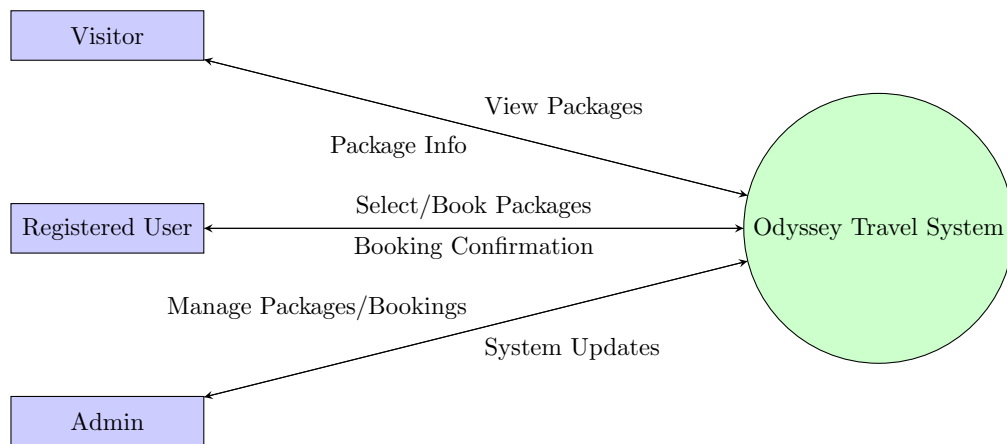 Visitor
View Packages
Package Info
Select/Book Packages
Registered User
Odyssey Travel System
Booking Confirmation
Manage Packages/Bookings
System Updates
Admin